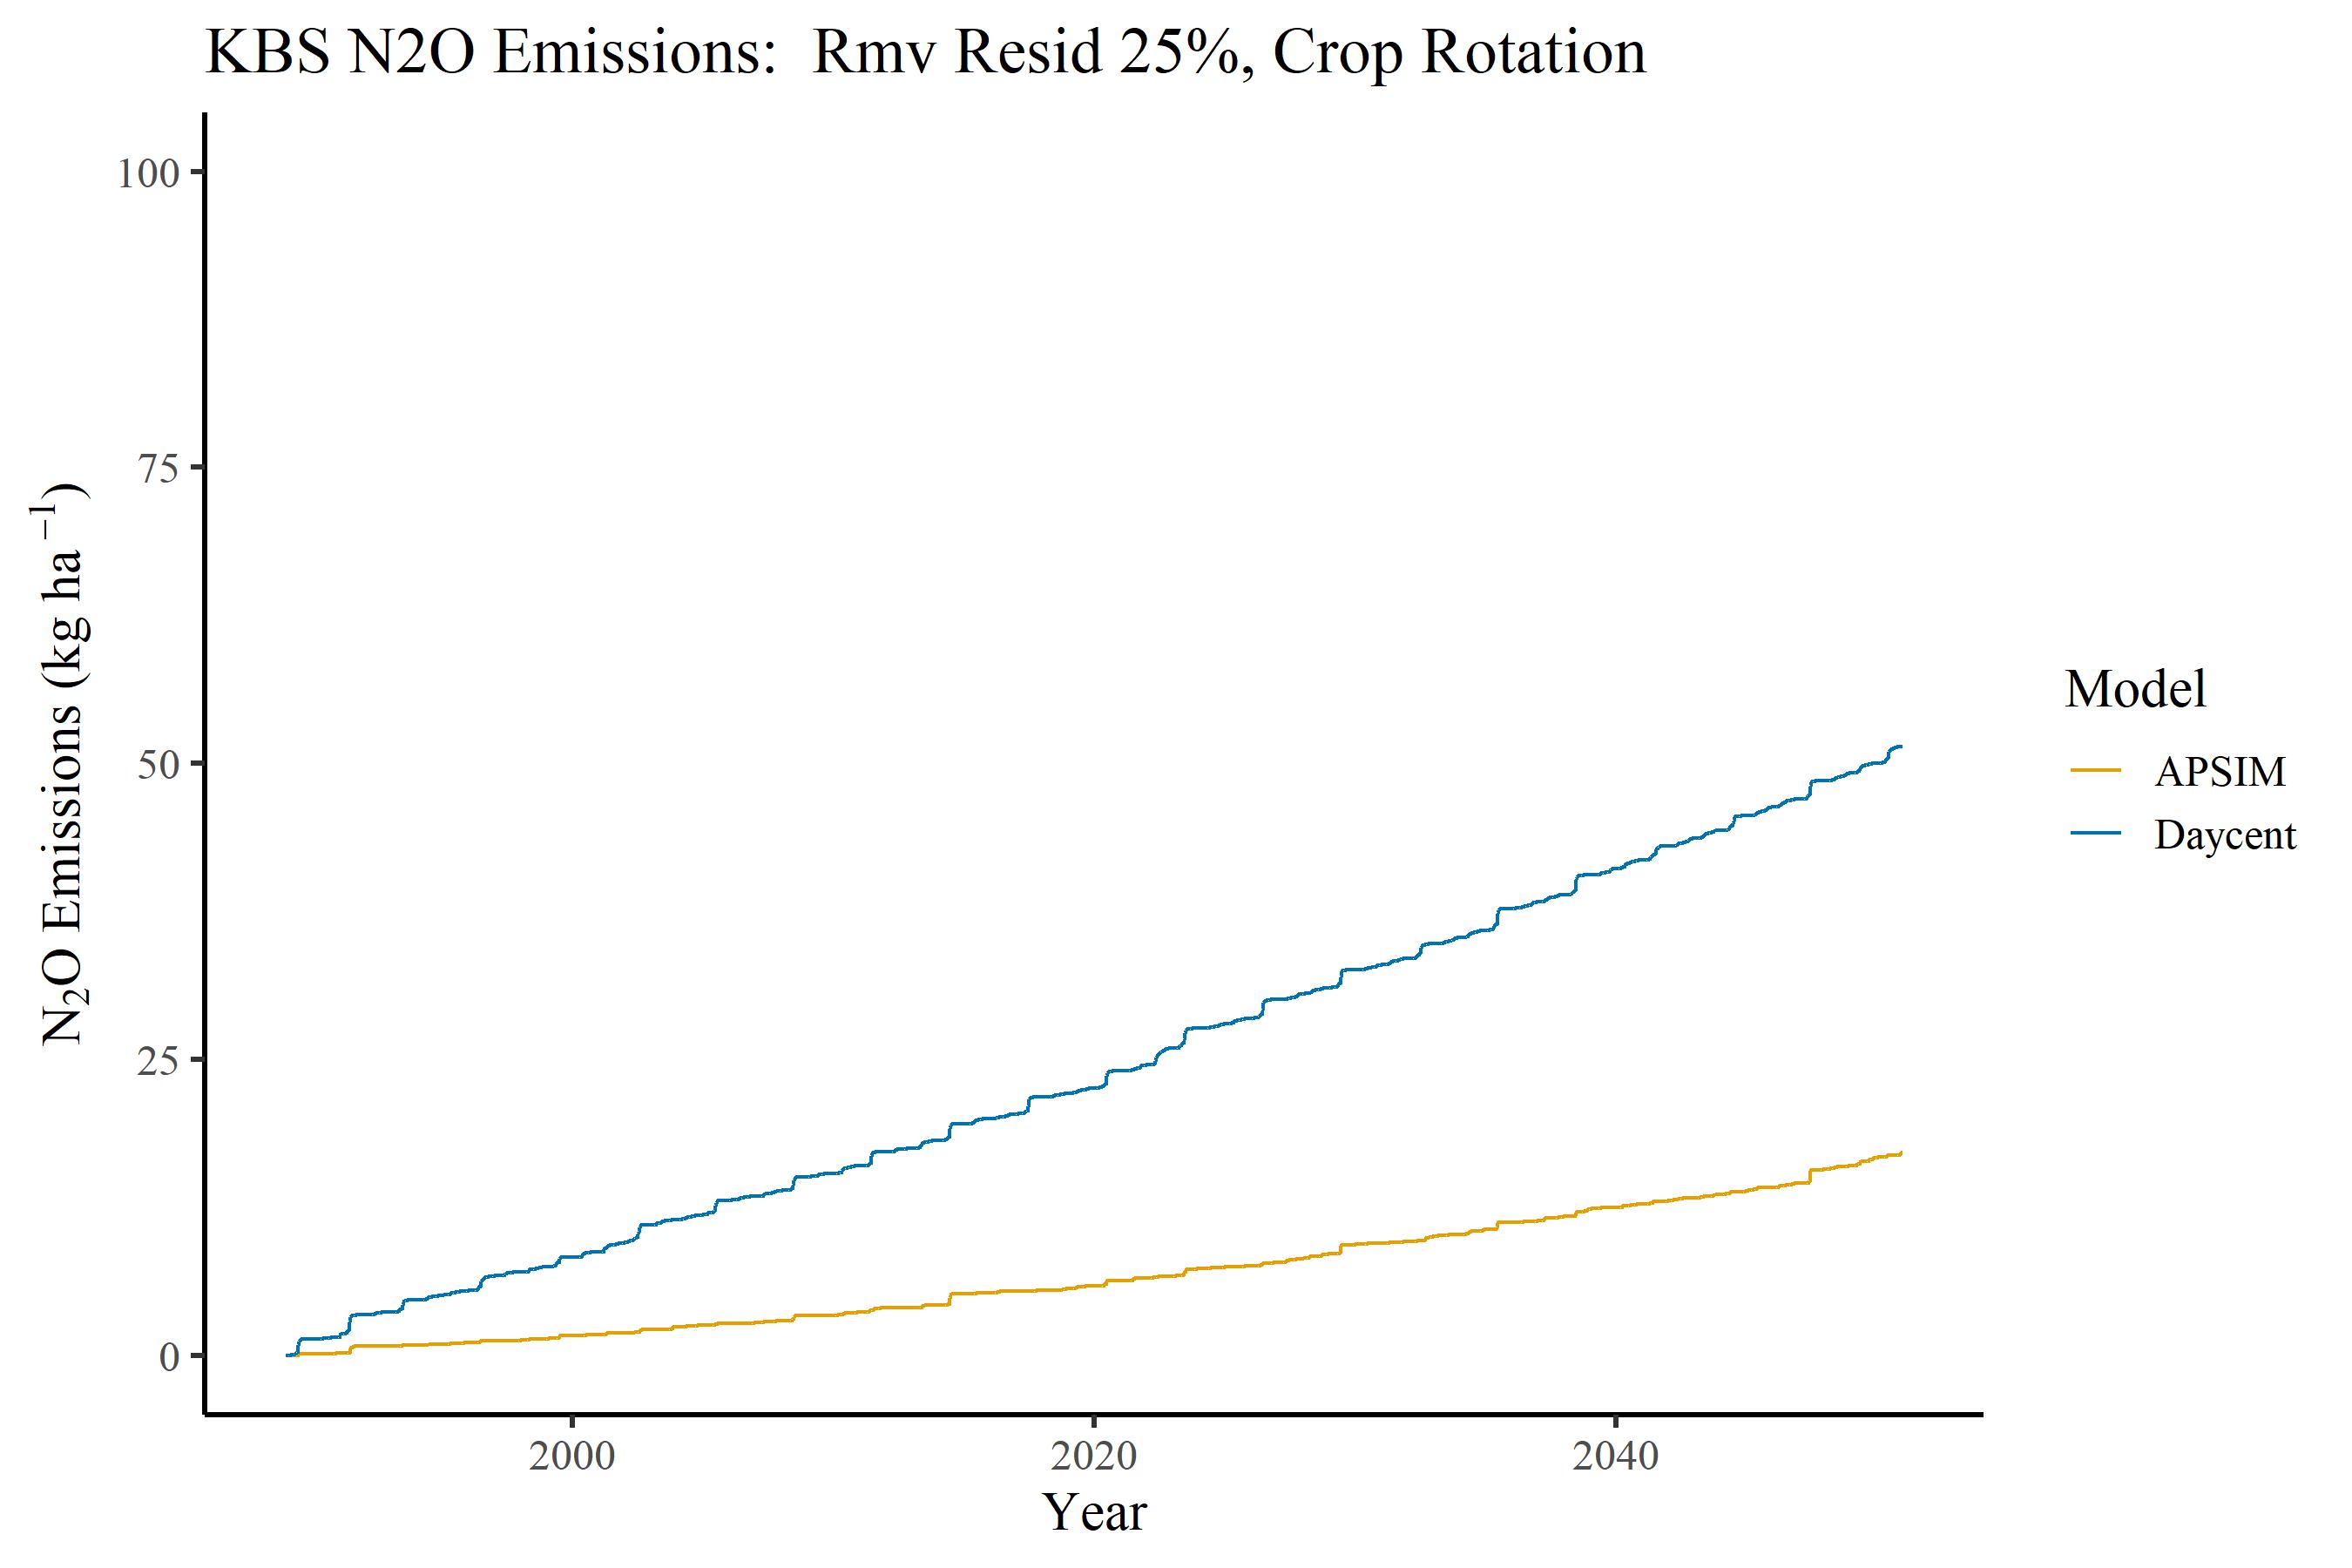 KBS N2O Emissions:  Rmv Resid 25%, Crop Rotation
100
75
50
25
0
N₂O Emissions (kg ha⁻¹)
2000
2020
2040
Year
Model
APSIM
Daycent